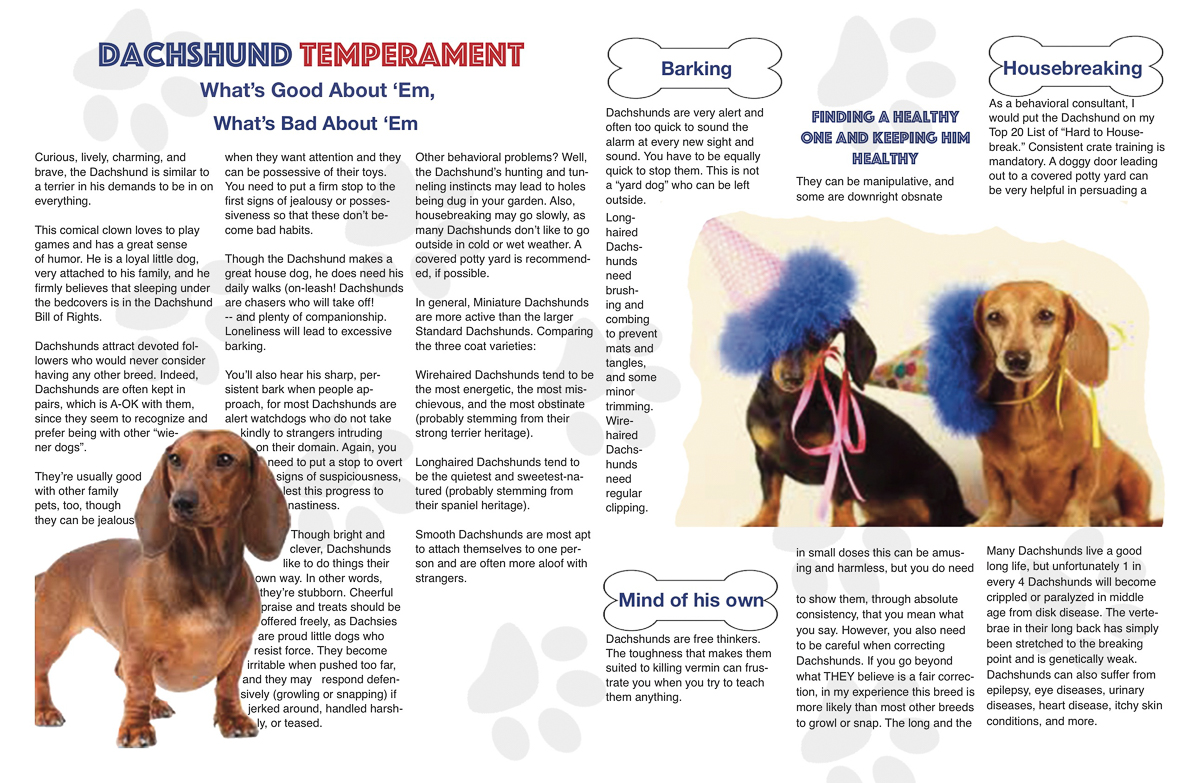 DACHSHUND TEMPERAMENT
What's Good About ‘Em,
What's Bad About ‘Em
Curious, lively, charming, and
brave, the Dachshund is similar to
a terrier in his demands to be in on
everything.
This comical clown loves to play
games and has a great sense
of humor. He is a loyal little dog,
very attached to his family, and he
firmly believes that sleeping under
the bedcovers is in the Dachshund
Bill of Rights.
Dachshunds attract devoted fol-
lowers who would never consider
having any other breed. Indeed,
Dachshunds are often kept in
pairs, which is A-OK with them,
since they seem to recognize and
prefer being with other “wie-
ner dogs”.
They're usually good
with other family
pets, too, though
they can be jealous
when they want attention and they
can be possessive of their toys.
You need to put a firm stop to the
first signs of jealousy or posses-
siveness so that these don't be-
come bad habits.
Though the Dachshund makes a
great house dog, he does need his
daily walks (on-leash! Dachshunds
are chasers who will take off!
-- and plenty of companionship.
Loneliness will lead to excessive
barking.
You'll also hear his sharp, per-
sistent bark when people ap-
proach, for most Dachshunds are
alert watchdogs who do not take
kindly to strangers intruding
on their domain. Again, you
need to put a stop to overt
signs of suspiciousness,
lest this progress to
nastiness.
Though bright and
clever, Dachshunds
like to do things their
own way. In other words,
they're stubborn. Cheerful
praise and treats should be
offered freely, as Dachsies
are proud little dogs who
resist force. They become
irritable when pushed too far,
and they may respond defen-
sively (growling or snapping) if
jerked around, handled harsh-
ly, or teased.
Other behavioral problems? Well,
the Dachshund's hunting and tun-
neling instincts may lead to holes
being dug in your garden. Also,
housebreaking may go slowly, as
many Dachshunds don't like to go
outside in cold or wet weather. A
covered potty yard is recommend-
ed, if possible.
In general, Miniature Dachshunds
are more active than the larger
Standard Dachshunds. Comparing
the three coat varieties:
Wirehaired Dachshunds tend to be
the most energetic, the most mis-
chievous, and the most obstinate
(probably stemming from their
strong terrier heritage).
Longhaired Dachshunds tend to
be the quietest and sweetest-na-
tured (probably stemming from
their spaniel heritage).
Smooth Dachshunds are most apt
to attach themselves to one per-
son and are often more aloof with
strangers.
Barking
Dachshunds are very alert and
often too quick to sound the
alarm at every new sight and
sound. You have to be equally
quick to stop them. This is not
a “yard dog” who can be left
outside.
Long-
haired
Dachs-
hunds
need
brush-
ing and
combing
to prevent
mats and
tangles,
and some
minor
trimming.
Wire-
haired
Dachs-
hunds
need
regular
clipping.
Mind of his own
Dachshunds are free thinkers.
The toughness that makes them
suited to killing vermin can frus-
trate you when you try to teach
them anything.
FINDING A HEALTHY
ONE AND KEEPING HIM
HEALTHY
They can be manipulative, and
some are downright obsnate
in small doses this can be amus-
ing and harmless, but you do need
to show them, through absolute
consistency, that you mean what
you say. However, you also need
to be careful when correcting
Dachshunds. If you go beyond
what THEY believe is a fair correc-
tion, in my experience this breed is
more likely than most other breeds
to growl or snap. The long and the
Housebreaking
As a behavioral consultant, I
would put the Dachshund on my
Top 20 List of “Hard to House-
break.” Consistent crate training is
mandatory. A doggy door leading
out to a covered potty yard can
be very helpful in persuading a
Many Dachshunds live a good
long life, but unfortunately 1 in
every 4 Dachshunds will become
crippled or paralyzed in middle
age from disk disease. The verte-
brae in their long back has simply
been stretched to the breaking
point and is genetically weak.
Dachshunds can also suffer from
epilepsy, eye diseases, urinary
diseases, heart disease, itchy skin
conditions, and more.